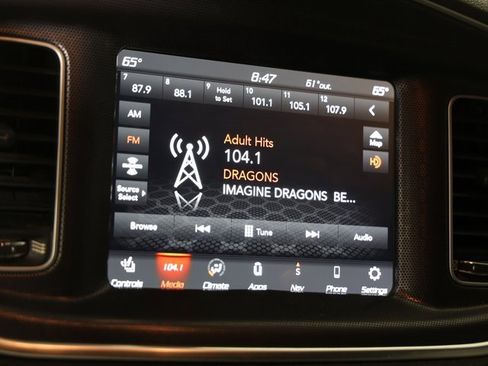 65° 8:47 61°out. 65°
7 8 9 Hold 10 11 12
87.9 88.1 to Set 101.1 105.1 107.9
AM
FM
Source
Select
Adult Hits
104.1
DRAGONS
IMAGINE DRAGONS BE...
Map
HD
Browse Tune Audio
104.1 S
Controls Media Climate Apps Nav Phone Settings